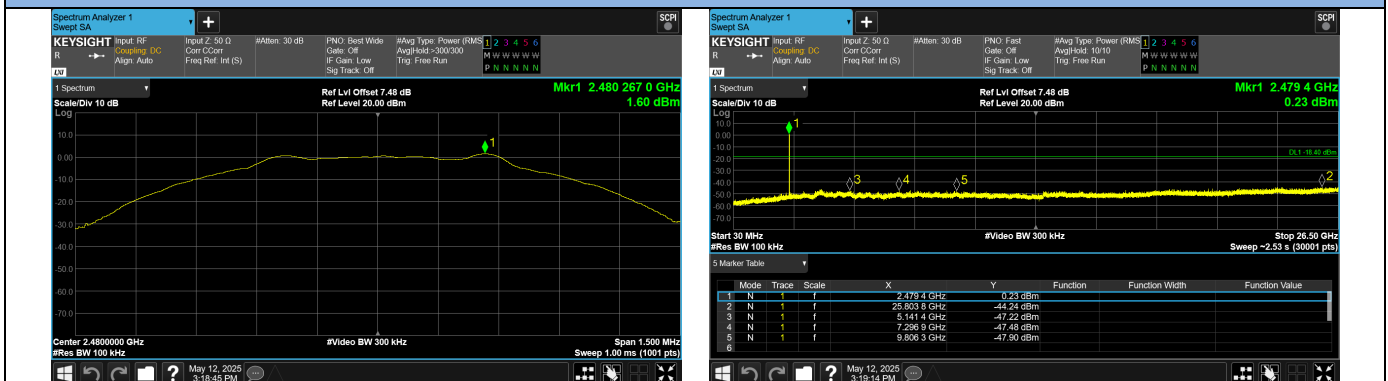 Spectrum Analyzer 1
Swept SA
+
SCPI
KEYSIGHT
R
LXI
Input: RF
Coupling: DC
Align: Auto
Input Z: 50 Ω
Corr CCorr
Freq Ref: Int (S)
#Atten: 30 dB
PNO: Best Wide
Gate: Off
IF Gain: Low
Sig Track: Off
#Avg Type: Power (RMS
Avg|Hold:>300/300
Trig: Free Run
1 2 3 4 5 6
M W W W W W
P N N N N N
1 Spectrum
Scale/Div 10 dB
Log
Ref Lvl Offset 7.48 dB
Ref Level 20.00 dBm
Mkr1 2.480 267 0 GHz
1.60 dBm
10.0
0.00
-10.0
-20.0
-30.0
-40.0
-50.0
-60.0
-70.0
1
Center 2.4800000 GHz
#Res BW 100 kHz
#Video BW 300 kHz
Span 1.500 MHz
Sweep 1.00 ms (1001 pts)
?
May 12, 2025
3:18:45 PM
Spectrum Analyzer 1
Swept SA
+
SCPI
KEYSIGHT
R
LXI
Input: RF
Coupling: DC
Align: Auto
Input Z: 50 Ω
Corr CCorr
Freq Ref: Int (S)
#Atten: 30 dB
PNO: Fast
Gate: Off
IF Gain: Low
Sig Track: Off
#Avg Type: Power (RMS
Avg|Hold: 10/10
Trig: Free Run
1 2 3 4 5 6
M W W W W W
P N N N N N
1 Spectrum
Scale/Div 10 dB
Log
Ref Lvl Offset 7.48 dB
Ref Level 20.00 dBm
Mkr1 2.479 4 GHz
0.23 dBm
10.0
0.00
-10.0
-20.0
-30.0
-40.0
-50.0
-60.0
-70.0
1
DL1 -18.40 dBm
3
4
5
2
Start 30 MHz
#Res BW 100 kHz
#Video BW 300 kHz
Stop 26.50 GHz
Sweep ~2.53 s (30001 pts)
5 Marker Table
Mode Trace Scale X Y Function Function Width Function Value
1 N 1 f 2.479 4 GHz 0.23 dBm
2 N 1 f 25.803 8 GHz -44.24 dBm
3 N 1 f 5.141 4 GHz -47.22 dBm
4 N 1 f 7.296 9 GHz -47.48 dBm
5 N 1 f 9.806 3 GHz -47.90 dBm
6
?
May 12, 2025
3:19:14 PM